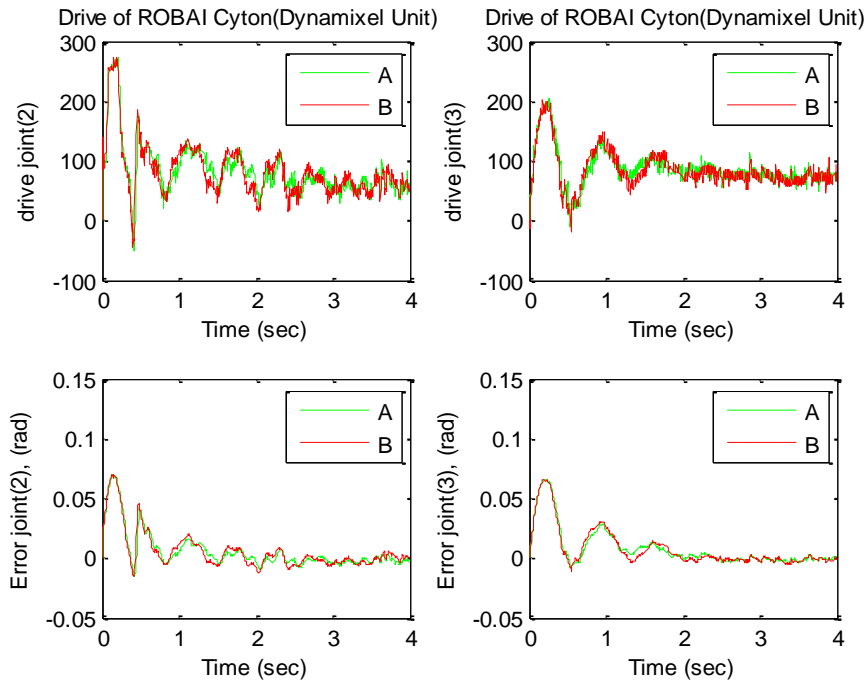 Drive of ROBAI Cyton(Dynamixel Unit)
300
200
100
0
-100
drive joint(2)
A
B
0 1 2 3 4
Time (sec)
Drive of ROBAI Cyton(Dynamixel Unit)
300
200
100
0
-100
drive joint(3)
A
B
0 1 2 3 4
Time (sec)
0.15
0.1
0.05
0
-0.05
Error joint(2), (rad)
A
B
0 1 2 3 4
Time (sec)
0.15
0.1
0.05
0
-0.05
Error joint(3), (rad)
A
B
0 1 2 3 4
Time (sec)